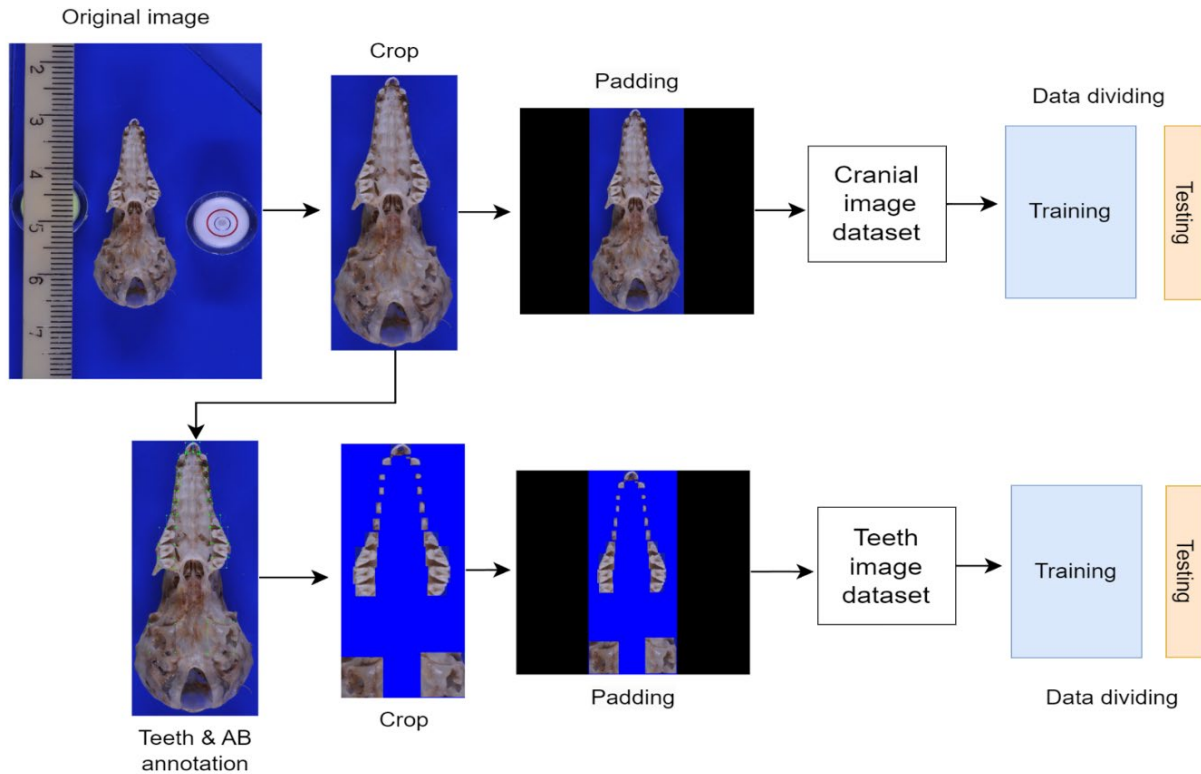 Original image
Crop
Padding
Data dividing
2
3
4
5
6
7
Cranial
image
dataset
Training
Testing
Teeth & AB
annotation
Crop
Padding
Teeth
image
dataset
Training
Testing
Data dividing